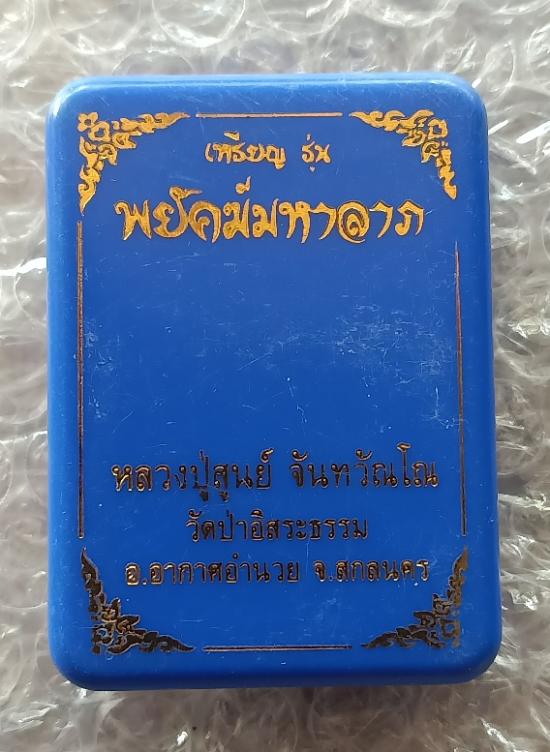 เหรียญ รุ่น
พยัคฆ์มหาลาภ
หลวงปู่สูนย์ จันทวัณโณ
วัดป่าอิสระธรรม
อ.อากาศอำนวย จ.สกลนคร